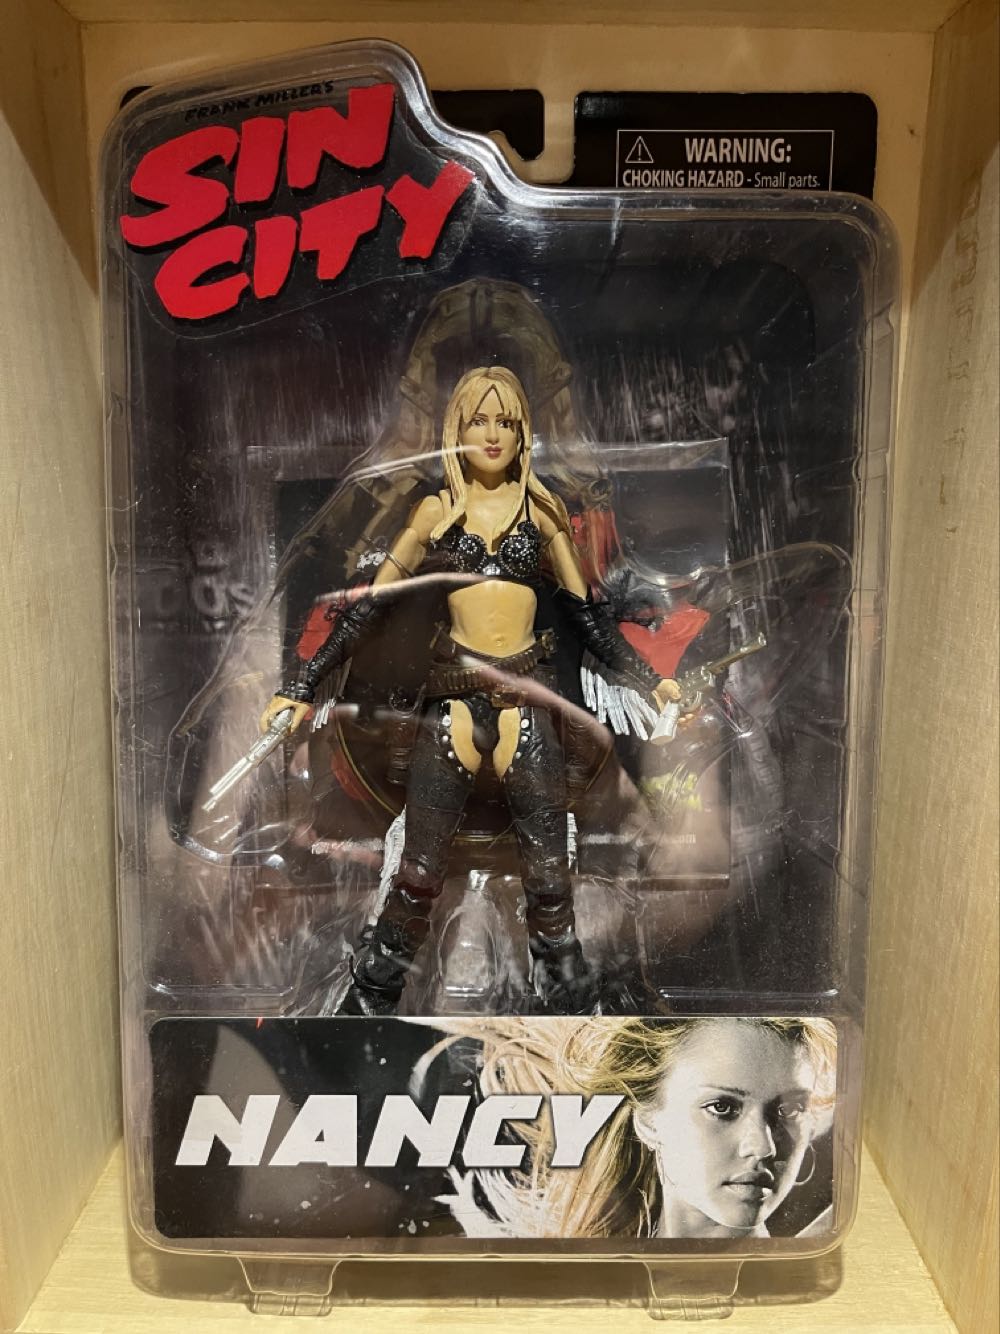 FRANK MILLER'S
SIN
CITY
WARNING:
CHOKING HAZARD - Small parts.
NANCY